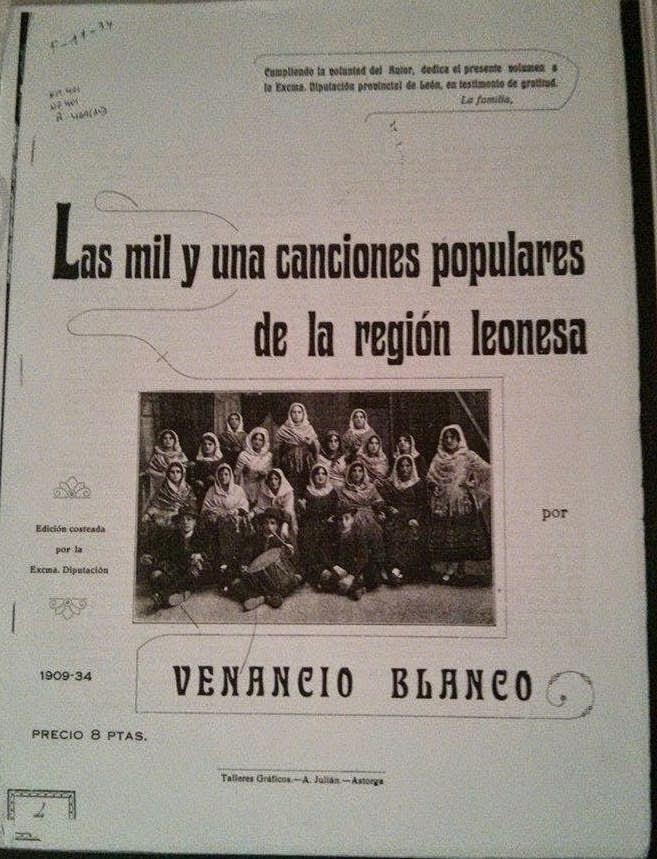 F-11-34
Cumpliendo la voluntad del Autor, dedica el presente volumen a
la Excma. Diputación provincial de León, en testimonio de gratitud.
La familia,
Las mil y una canciones populares
de la región leonesa
Edición costeada
por la
Excma. Diputación
por
1909-34
VENANCIO BLANCO
PRECIO 8 PTAS.
Talleres Gráficos.—A. Julián.—Astorga